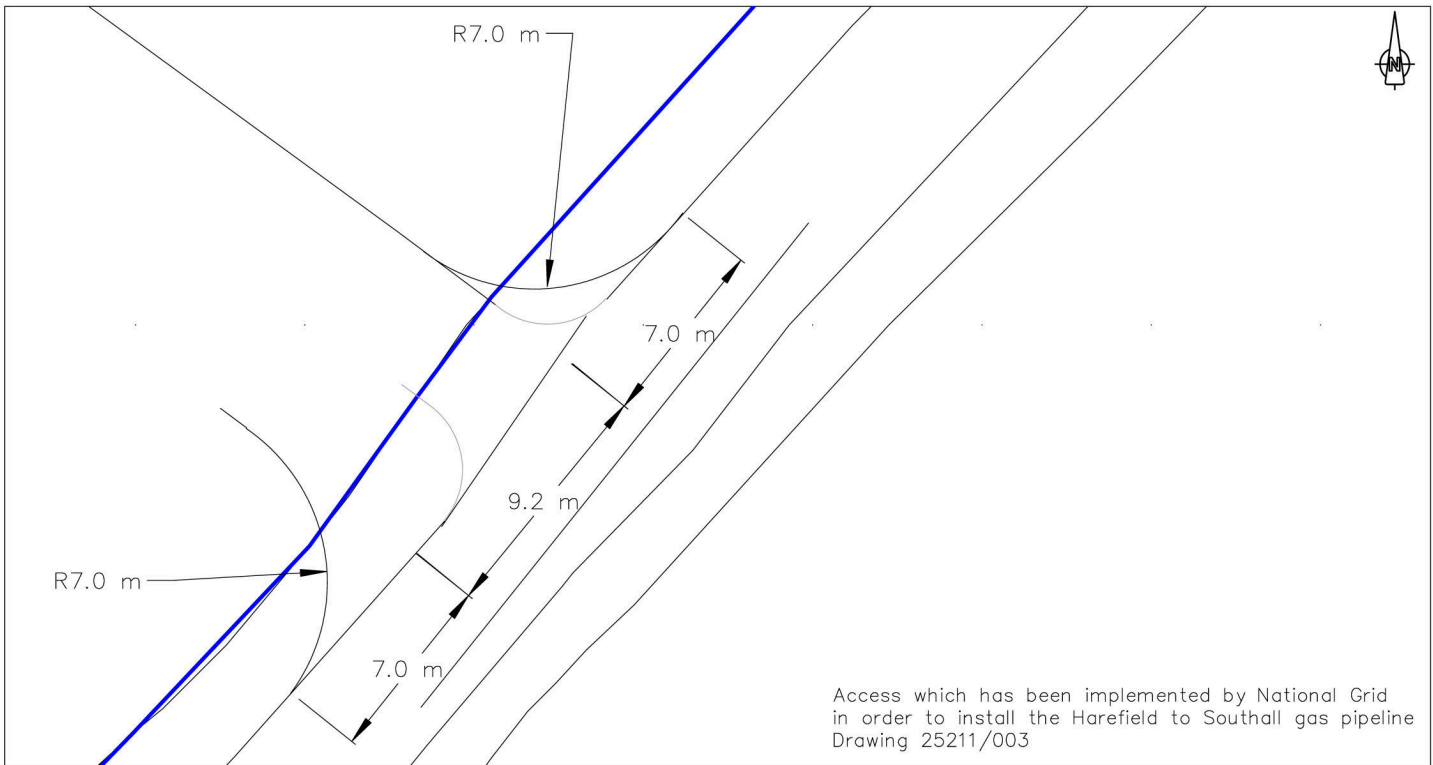 R7.0 m
N
7.0 m
9.2 m
R7.0 m
7.0 m
Access which has been implemented by National Grid
in order to install the Harefield to Southall gas pipeline
Drawing 25211/003